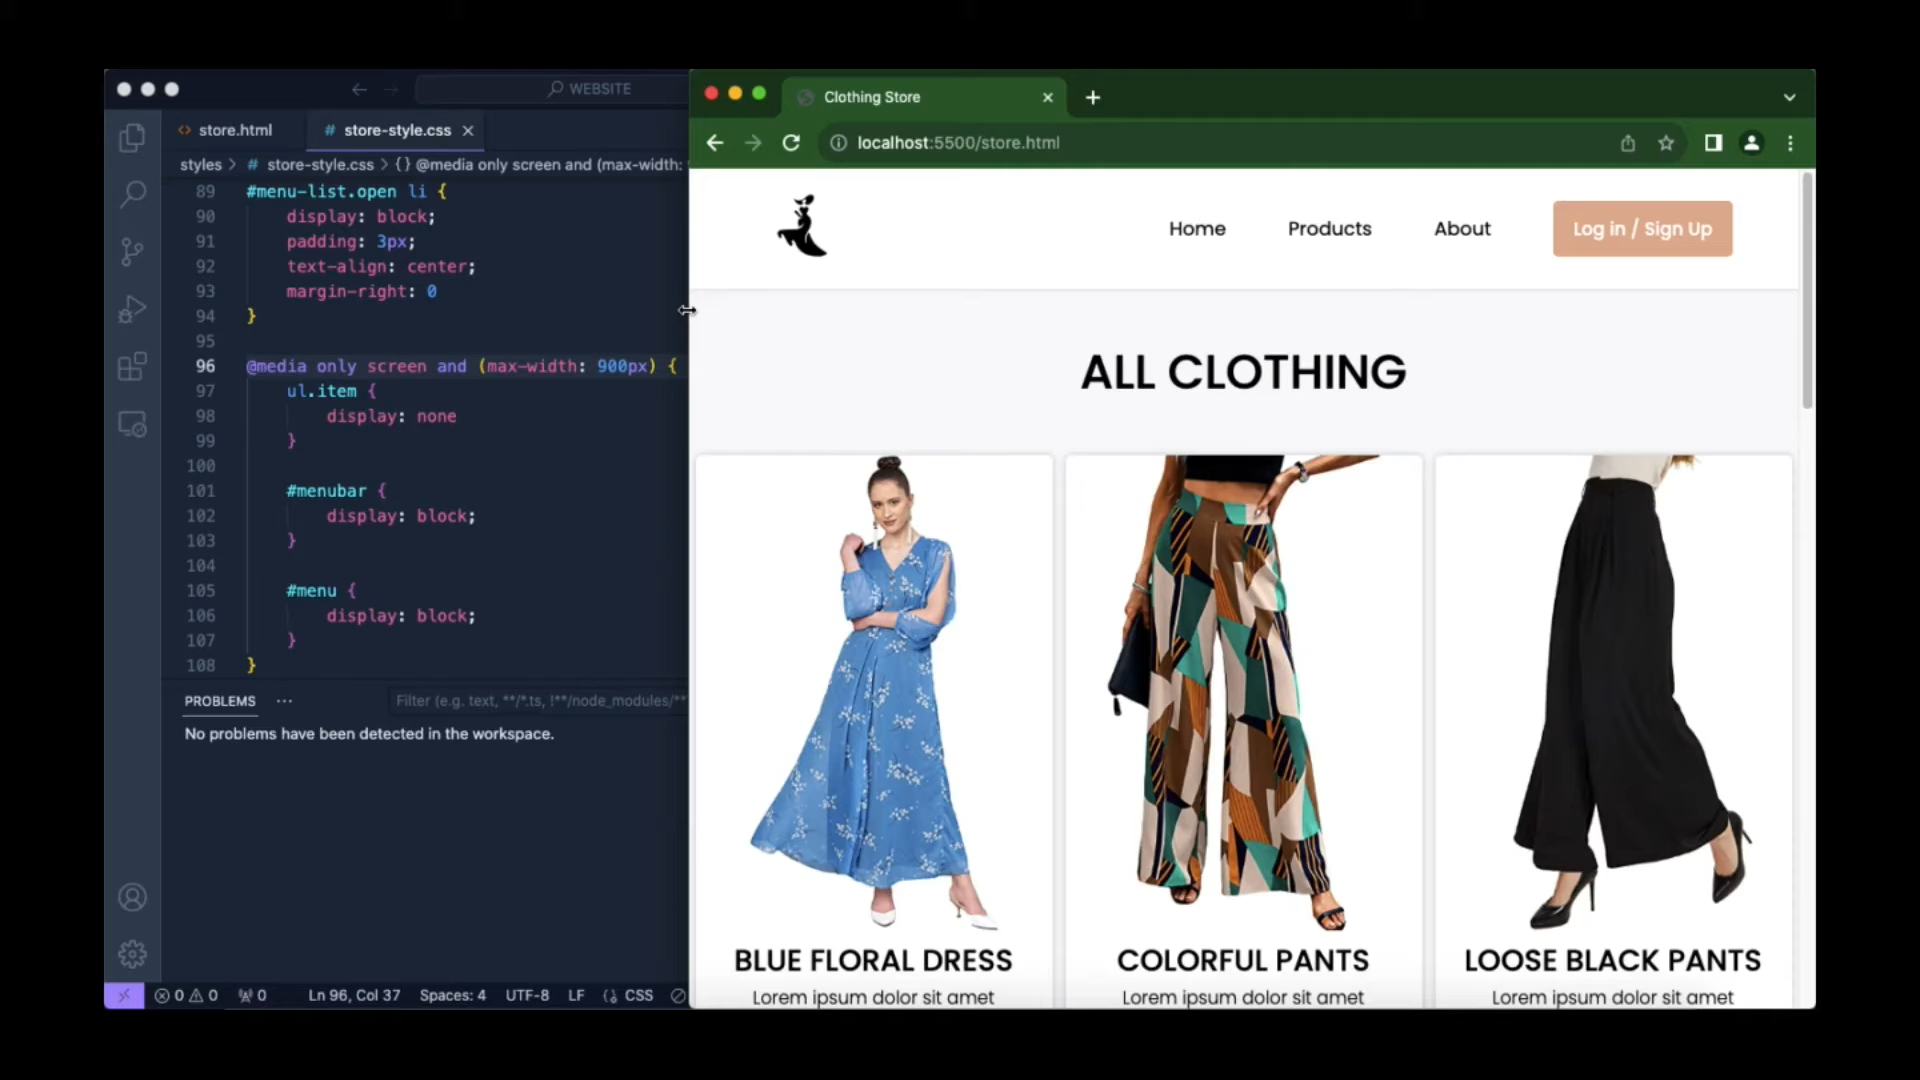 WEBSITE
store.html
# store-style.css
styles > # store-style.css > {} @media only screen and (max-width:
89 #menu-list.open li {
90 display: block;
91 padding: 3px;
92 text-align: center;
93 margin-right: 0
94 }
95
96 @media only screen and (max-width: 900px) {
97 ul.item {
98 display: none
99 }
100
101 #menubar {
102 display: block;
103 }
104
105 #menu {
106 display: block;
107 }
108 }
PROBLEMS ...
Filter (e.g. text, **/*.ts, !**/node_modules/**
No problems have been detected in the workspace.
0 0 0 Ln 96, Col 37 Spaces: 4 UTF-8 LF {} CSS
Clothing Store
localhost:5500/store.html
Home Products About Log in / Sign Up
ALL CLOTHING
BLUE FLORAL DRESS
Lorem ipsum dolor sit amet
COLORFUL PANTS
Lorem ipsum dolor sit amet
LOOSE BLACK PANTS
Lorem ipsum dolor sit amet